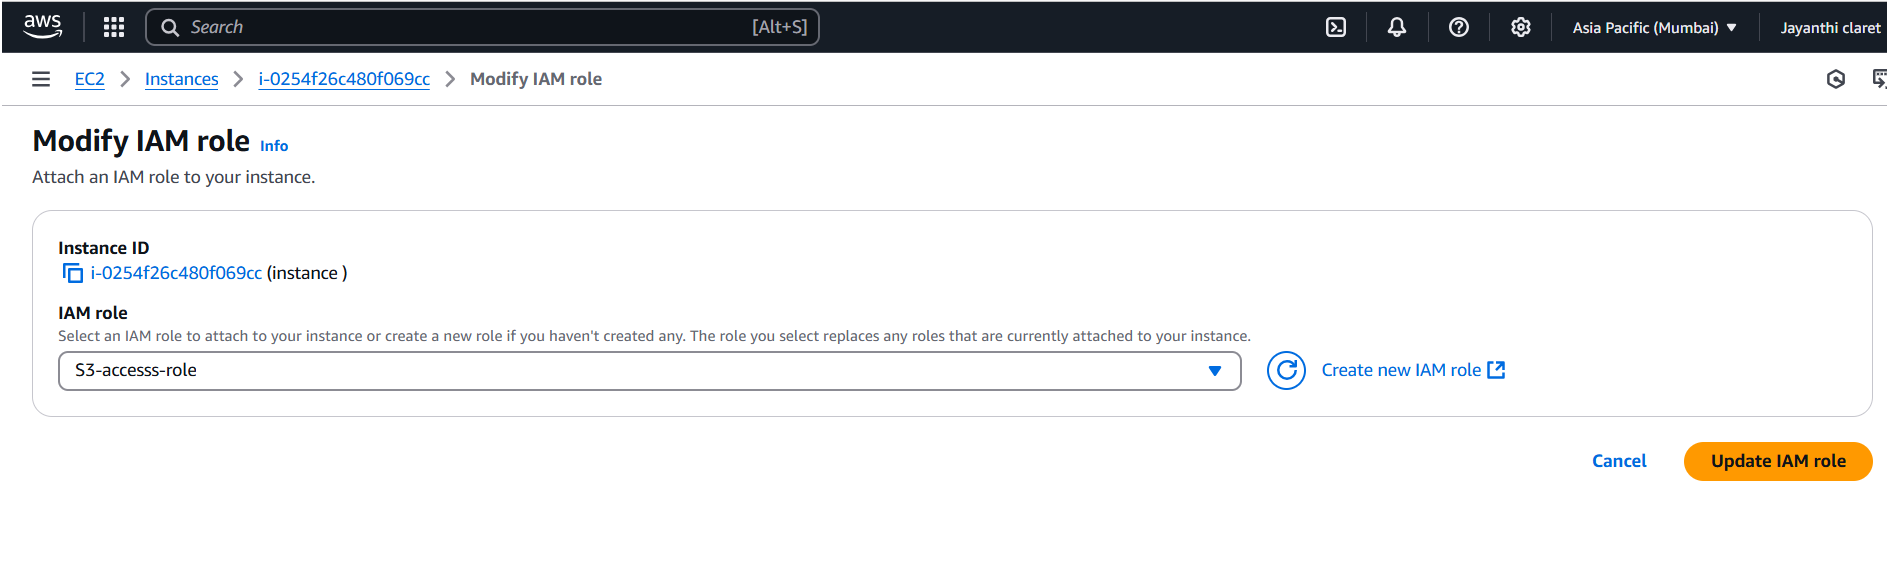 aws Search [Alt+S] Asia Pacific (Mumbai) Jayanthi claret
EC2 Instances i-0254f26c480f069cc Modify IAM role
Modify IAM role Info
Attach an IAM role to your instance.
Instance ID
i-0254f26c480f069cc (instance )
IAM role
Select an IAM role to attach to your instance or create a new role if you haven't created any. The role you select replaces any roles that are currently attached to your instance.
S3-accesss-role Create new IAM role
Cancel Update IAM role